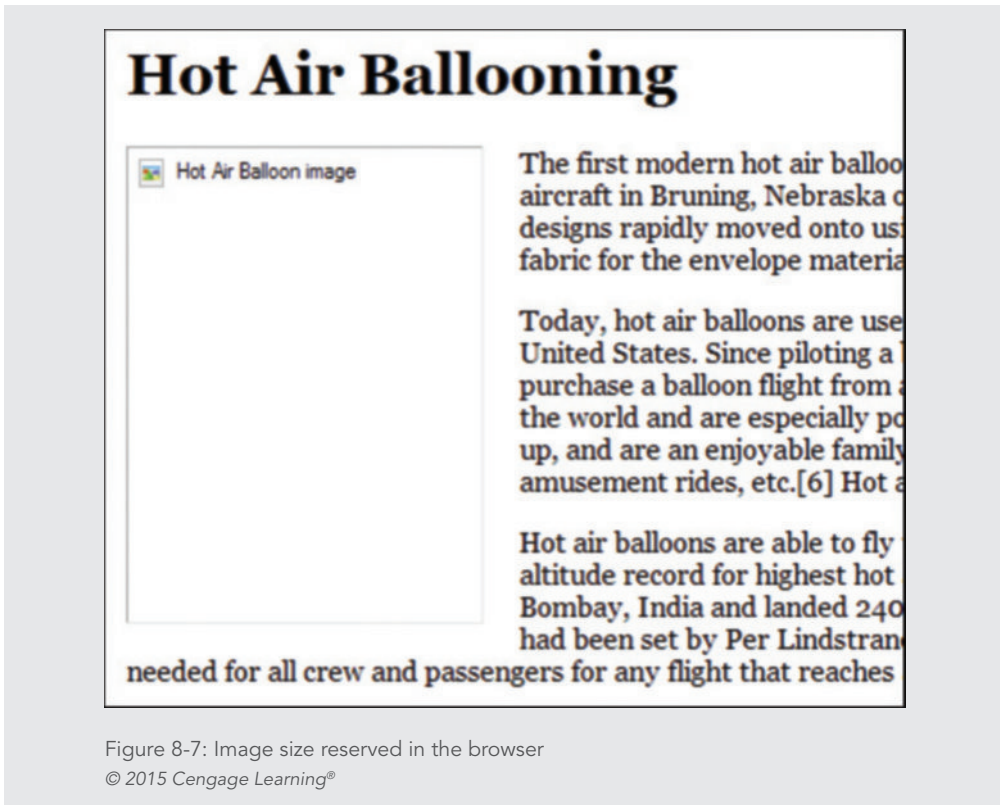 Hot Air Ballooning
Hot Air Balloon image
The first modern hot air balloo
aircraft in Bruning, Nebraska o
designs rapidly moved onto usi
fabric for the envelope materia
Today, hot air balloons are use
United States. Since piloting a
purchase a balloon flight from a
the world and are especially po
up, and are an enjoyable family
amusement rides, etc.[6] Hot a
Hot air balloons are able to fly
altitude record for highest hot
Bombay, India and landed 240
had been set by Per Lindstran
needed for all crew and passengers for any flight that reaches
Figure 8-7: Image size reserved in the browser
© 2015 Cengage Learning®